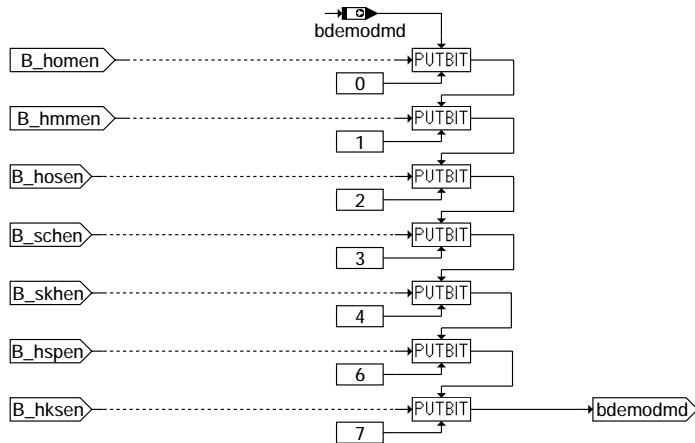 bdemodmd
B_homen
PUTBIT
0
B_hmmen
PUTBIT
1
B_hosen
PUTBIT
2
B_schen
PUTBIT
3
B_skhen
PUTBIT
4
B_hspen
PUTBIT
6
B_hksen
PUTBIT
bdemodmd
7